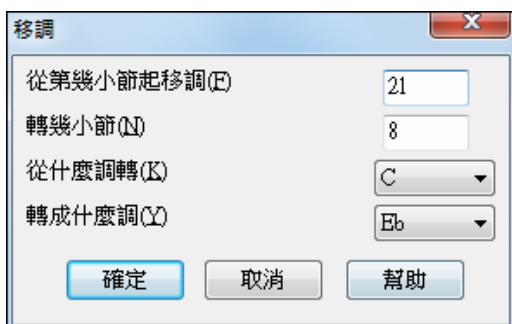 移調
從第幾小節起移調(F) 21
轉幾小節(N) 8
從什麼調轉(K) C
轉成什麼調(Y) Eb
確定 取消 幫助